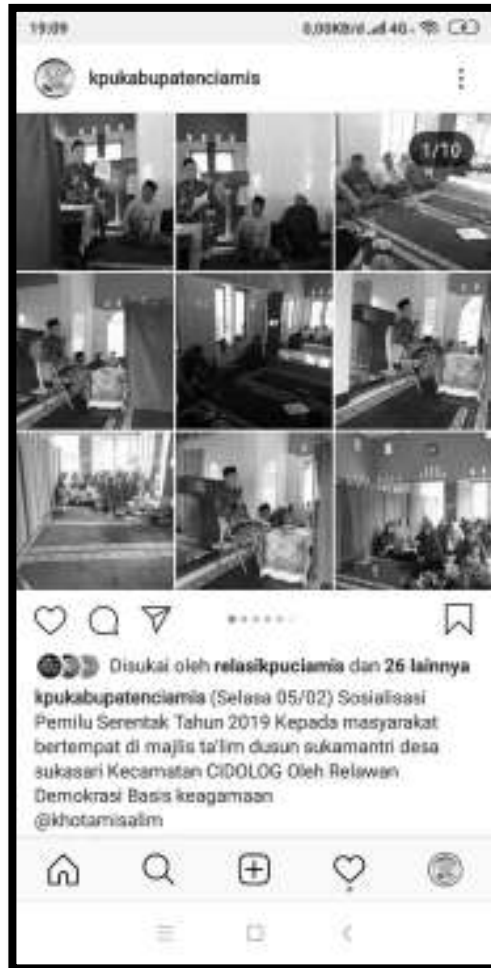 19:09
kpukabupatenciamis
1/10
Disukai oleh relasikpuciamis dan 26 lainnya
kpukabupatenciamis (Selasa 05/02) Sosialisasi
Pemilu Serentak Tahun 2019 Kepada masyarakat
bertempat di majlis ta'lim dusun sukamantri desa
sukasari Kecamatan CIDOLOG Oleh Relawan
Demokrasi Basis keagamaan
@khotamisalim